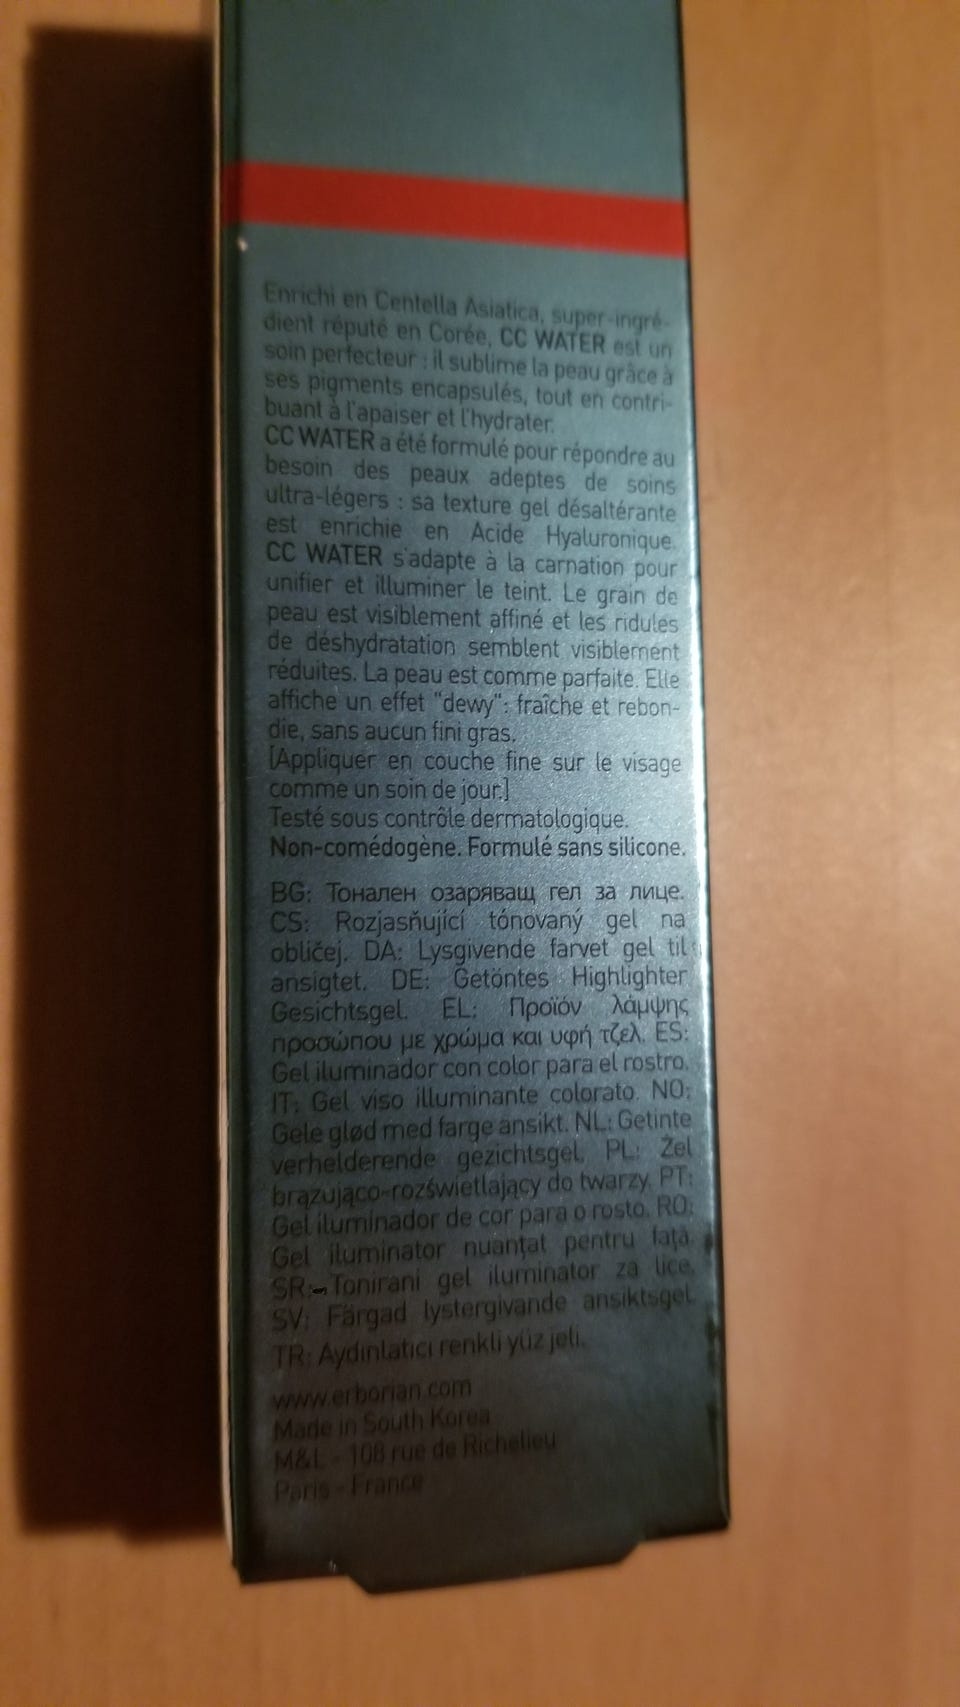 Enrichi en Centella Asiatica, super-ingré-
dient réputé en Corée, CC WATER est un
soin perfecteur : il sublime la peau grâce à
ses pigments encapsulés, tout en contri-
buant à l'apaiser et l'hydrater.
CC WATER a été formulé pour répondre au
besoin des peaux adeptes de soins
ultra-légers : sa texture gel désaltérante
est enrichie en Acide Hyaluronique.
CC WATER s'adapte à la carnation pour
unifier et illuminer le teint. Le grain de
peau est visiblement affiné et les ridules
de déshydratation semblent visiblement
réduites. La peau est comme parfaite. Elle
affiche un effet "dewy": fraîche et rebon-
die, sans aucun fini gras.
[Appliquer en couche fine sur le visage
comme un soin de jour.]
Testé sous contrôle dermatologique.
Non-comédogène. Formulé sans silicone.
BG: Тонален озаряващ гел за лице.
CS: Rozjasňující tónovaný gel na
obličej. DA: Lysgivende farvet gel til
ansigtet. DE: Getöntes Highlighter
Gesichtsgel. EL: Προϊόν λάμψης
προσώπου με χρώμα και υφή τζελ. ES:
Gel iluminador con color para el rostro.
IT: Gel viso illuminante colorato. NO:
Gele glød med farge ansikt. NL: Getinte
verhelderende gezichtsgel. PL: Żel
brązująco-rozświetlający do twarzy. PT:
Gel iluminador de cor para o rosto. RO:
Gel iluminator nuanțat pentru față.
SR: Tonirani gel iluminator za lice.
SV: Färgad lystergivande ansiktsgel.
TR: Aydınlatıcı renkli yüz jeli.
www.erborian.com
Made in South Korea
M&L - 108 rue de Richelieu
Paris - France